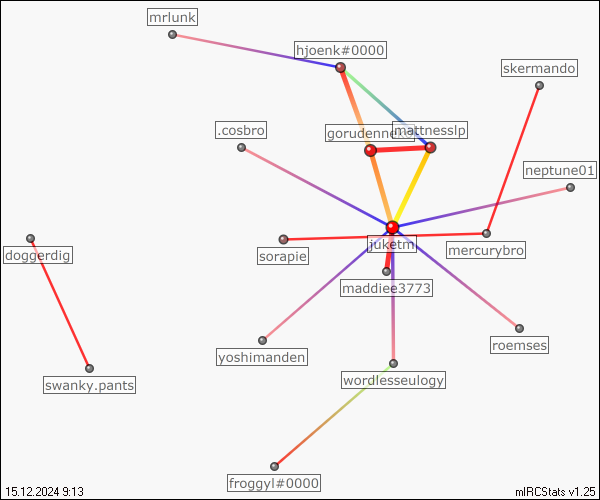 mrlunk
hjoenk#0000
skermando
.cosbro
mattnesslp
neptune01
doggerdig
sorapie
juketm
mercurybro
maddiee3773
yoshimanden
roemses
swanky.pants
wordlesseulogy
froggyl#0000
15.12.2024 9:13
mIRCStats v1.25